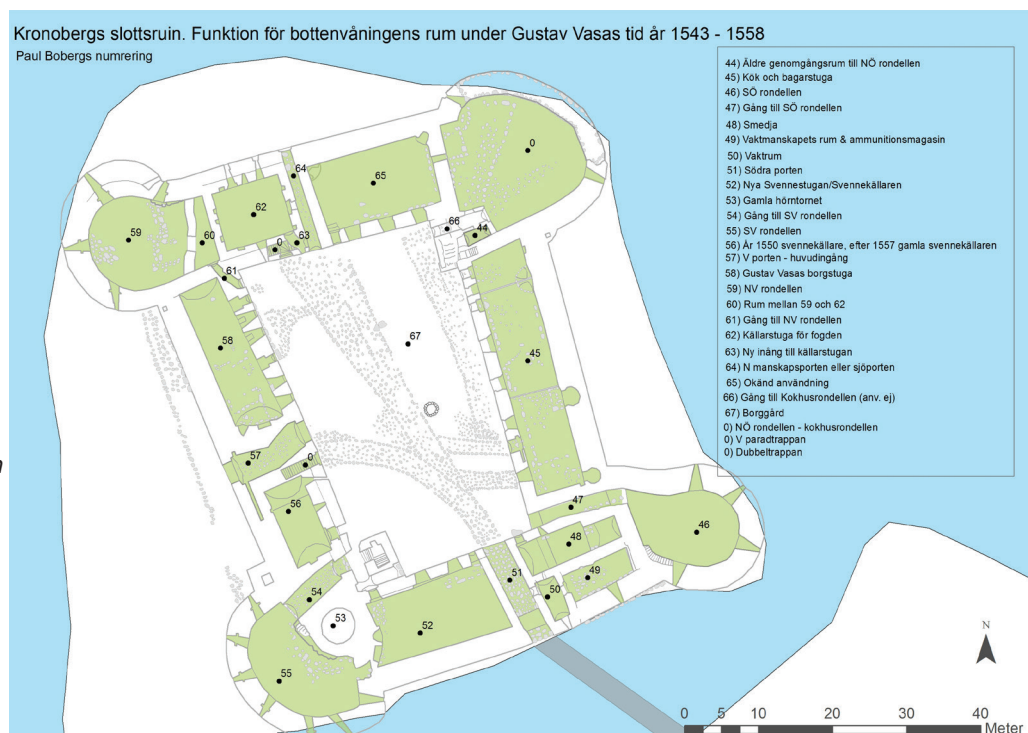 Kronobergs slottsruin. Funktion för bottenvåningens rum under Gustav Vasas tid år 1543 - 1558
Paul Bobergs numrering
44) Äldre genomgångsrum till NÖ rondellen
45) Kök och bagarstuga
46) SÖ rondellen
47) Gång till SÖ rondellen
48) Smedja
49) Vaktmanskapets rum & ammunitionsmagasin
50) Vaktrum
51) Södra porten
52) Nya Svennestugan/Svennekällaren
53) Gamla hörntornet
54) Gång till SV rondellen
55) SV rondellen
56) År 1550 svennekällare, efter 1557 gamla svennekällaren
57) V porten - huvudingång
58) Gustav Vasas borgstuga
59) NV rondellen
60) Rum mellan 59 och 62
61) Gång till NV rondellen
62) Källarstuga för fogden
63) Ny inång till källarstugan
64) N manskapsporten eller sjöporten
65) Okänd användning
66) Gång till Kokhusrondellen (anv. ej)
67) Borggård
0) NÖ rondellen - kokhusrondellen
0) V paradtrappan
0) Dubbeltrappan
0
64
65
62
66
44
59
60
0
63
61
67
58
45
57
0
56
47
46
48
51
49
50
54
53
52
55
N
0 5 10 20 30 40
Meter